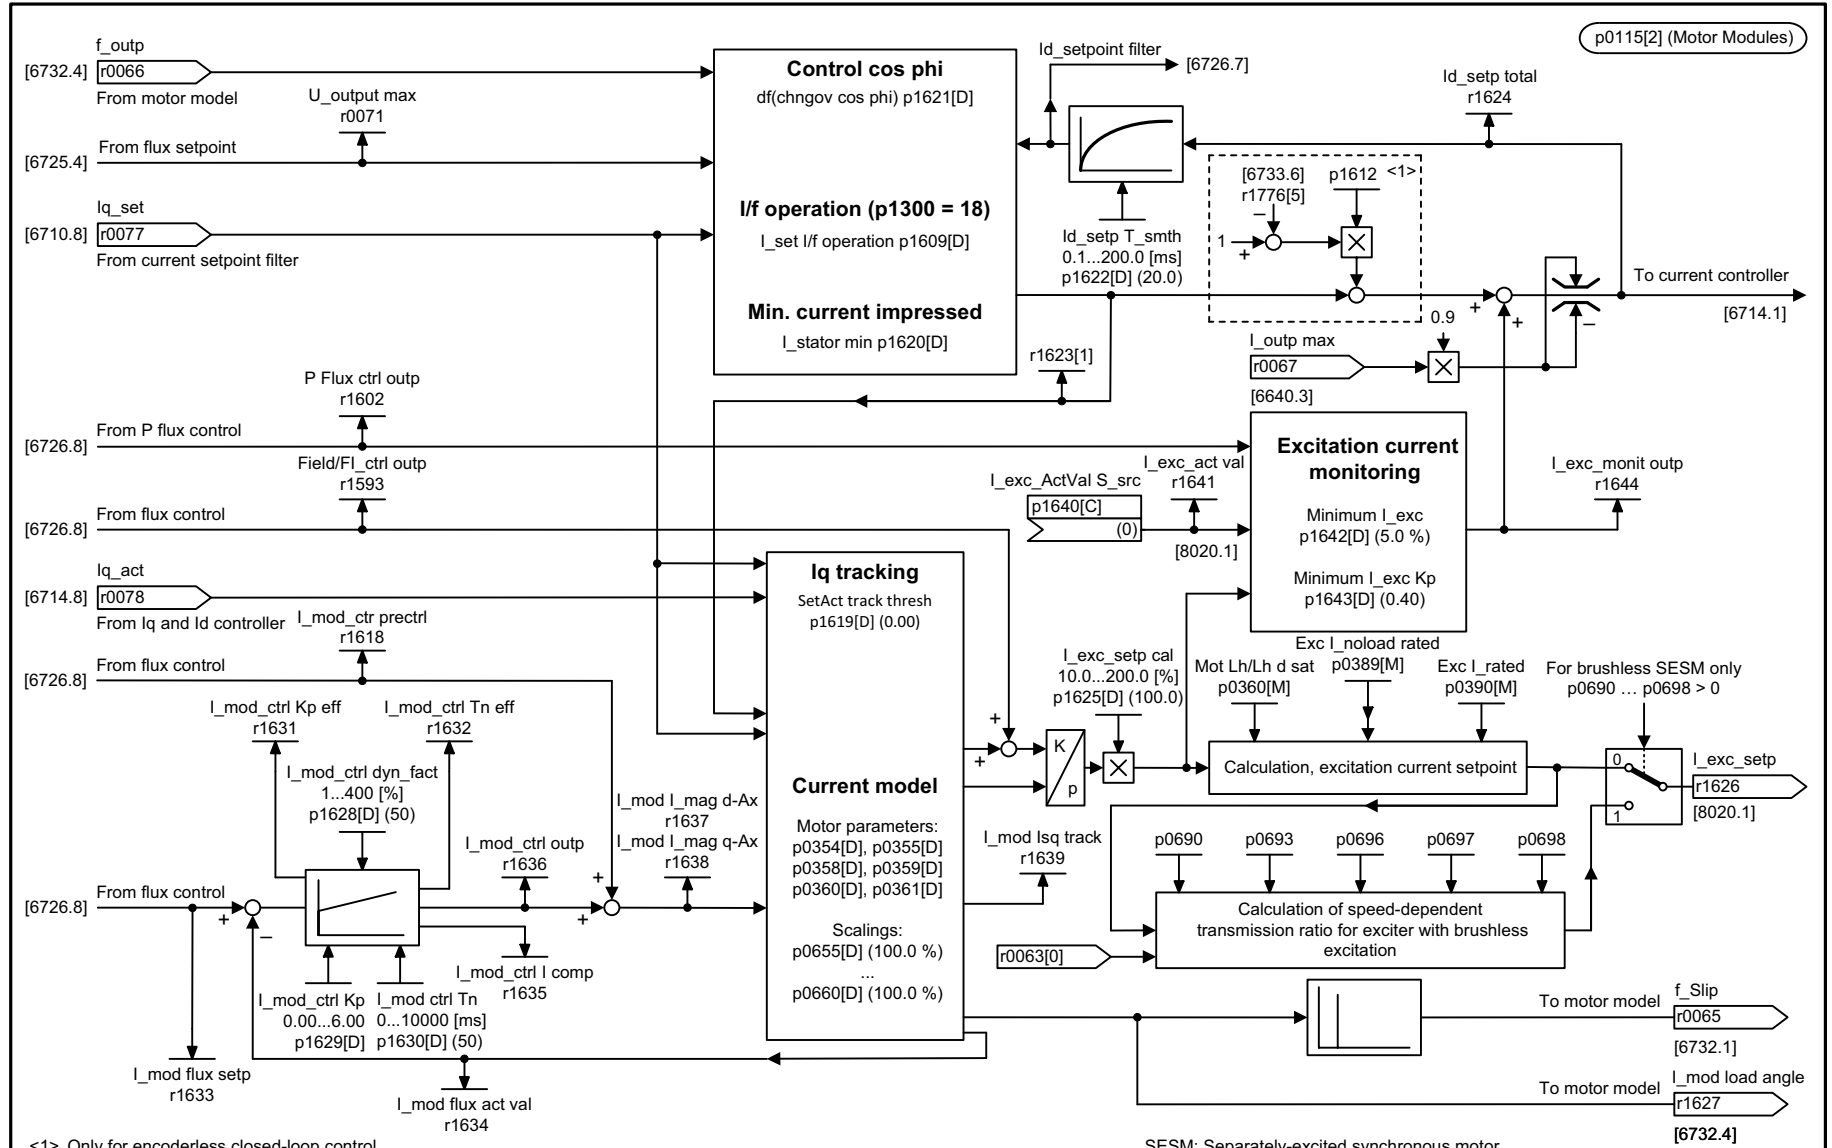 p0115[2] (Motor Modules)
f_outp
[6732.4]
r0066
From motor model
U_output max
r0071
[6725.4]
From flux setpoint
Iq_set
[6710.8]
r0077
From current setpoint filter
Control cos phi
df(chngov cos phi) p1621[D]
I/f operation (p1300 = 18)
I_set I/f operation p1609[D]
Min. current impressed
I_stator min p1620[D]
Id_setpoint filter
[6726.7]
Id_setp T_smth
0.1...200.0 [ms]
p1622[D] (20.0)
Id_setp total
r1624
[6733.6]
r1776[5]
p1612
<1>
–
1
+
+
+
To current controller
[6714.1]
–
0.9
I_outp max
r0067
[6640.3]
r1623[1]
P Flux ctrl outp
r1602
[6726.8]
From P flux control
Field/FI_ctrl outp
r1593
[6726.8]
From flux control
I_exc_ActVal S_src
p1640[C]
(0)
I_exc_act val
r1641
[8020.1]
Excitation current
monitoring
Minimum I_exc
p1642[D] (5.0 %)
Minimum I_exc Kp
p1643[D] (0.40)
I_exc_monit outp
r1644
Iq_act
[6714.8]
r0078
From Iq and Id controller
I_mod_ctr prectrl
r1618
[6726.8]
From flux control
Iq tracking
SetAct track thresh
p1619[D] (0.00)
Current model
Motor parameters:
p0354[D], p0355[D]
p0358[D], p0359[D]
p0360[D], p0361[D]
Scalings:
p0655[D] (100.0 %)
...
p0660[D] (100.0 %)
+
+
K
p
I_exc_setp cal
10.0...200.0 [%]
p1625[D] (100.0)
Mot Lh/Lh d sat
p0360[M]
Exc I_noload rated
p0389[M]
Exc I_rated
p0390[M]
Calculation, excitation current setpoint
For brushless SESM only
p0690 … p0698 > 0
0
1
I_exc_setp
r1626
[8020.1]
I_mod_ctrl Kp eff
r1631
I_mod_ctrl Tn eff
r1632
I_mod_ctrl dyn_fact
1...400 [%]
p1628[D] (50)
I_mod_ctrl outp
r1636
I_mod I_mag d-Ax
r1637
I_mod I_mag q-Ax
r1638
I_mod Isq track
r1639
[6726.8]
From flux control
+
–
+
+
I_mod_ctrl I comp
r1635
I_mod_ctrl Kp
0.00...6.00
p1629[D]
I_mod ctrl Tn
0...10000 [ms]
p1630[D] (50)
I_mod flux setp
r1633
I_mod flux act val
r1634
p0690
p0693
p0696
p0697
p0698
Calculation of speed-dependent
transmission ratio for exciter with brushless
excitation
r0063[0]
To motor model
f_Slip
r0065
[6732.1]
To motor model
I_mod load angle
r1627
[6732.4]
<1> Only for encoderless closed-loop control
SESM: Separately-excited synchronous motor